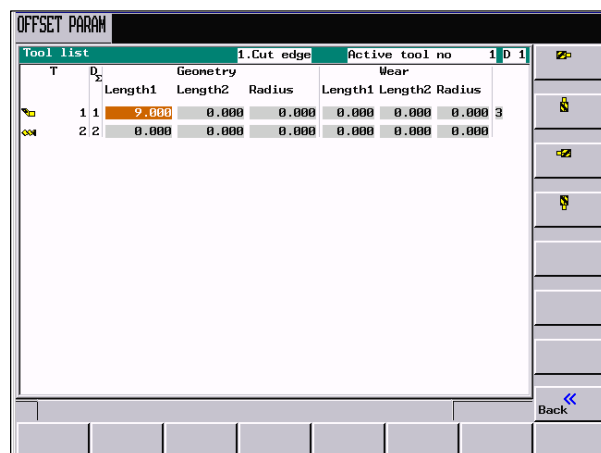 OFFSET PARAM
Tool list 1.Cut edge Active tool no 1 D 1
T D Σ Geometry Wear
Length1 Length2 Radius Length1 Length2 Radius
1 1 9.000 0.000 0.000 0.000 0.000 0.000 3
2 2 0.000 0.000 0.000 0.000 0.000 0.000
Back